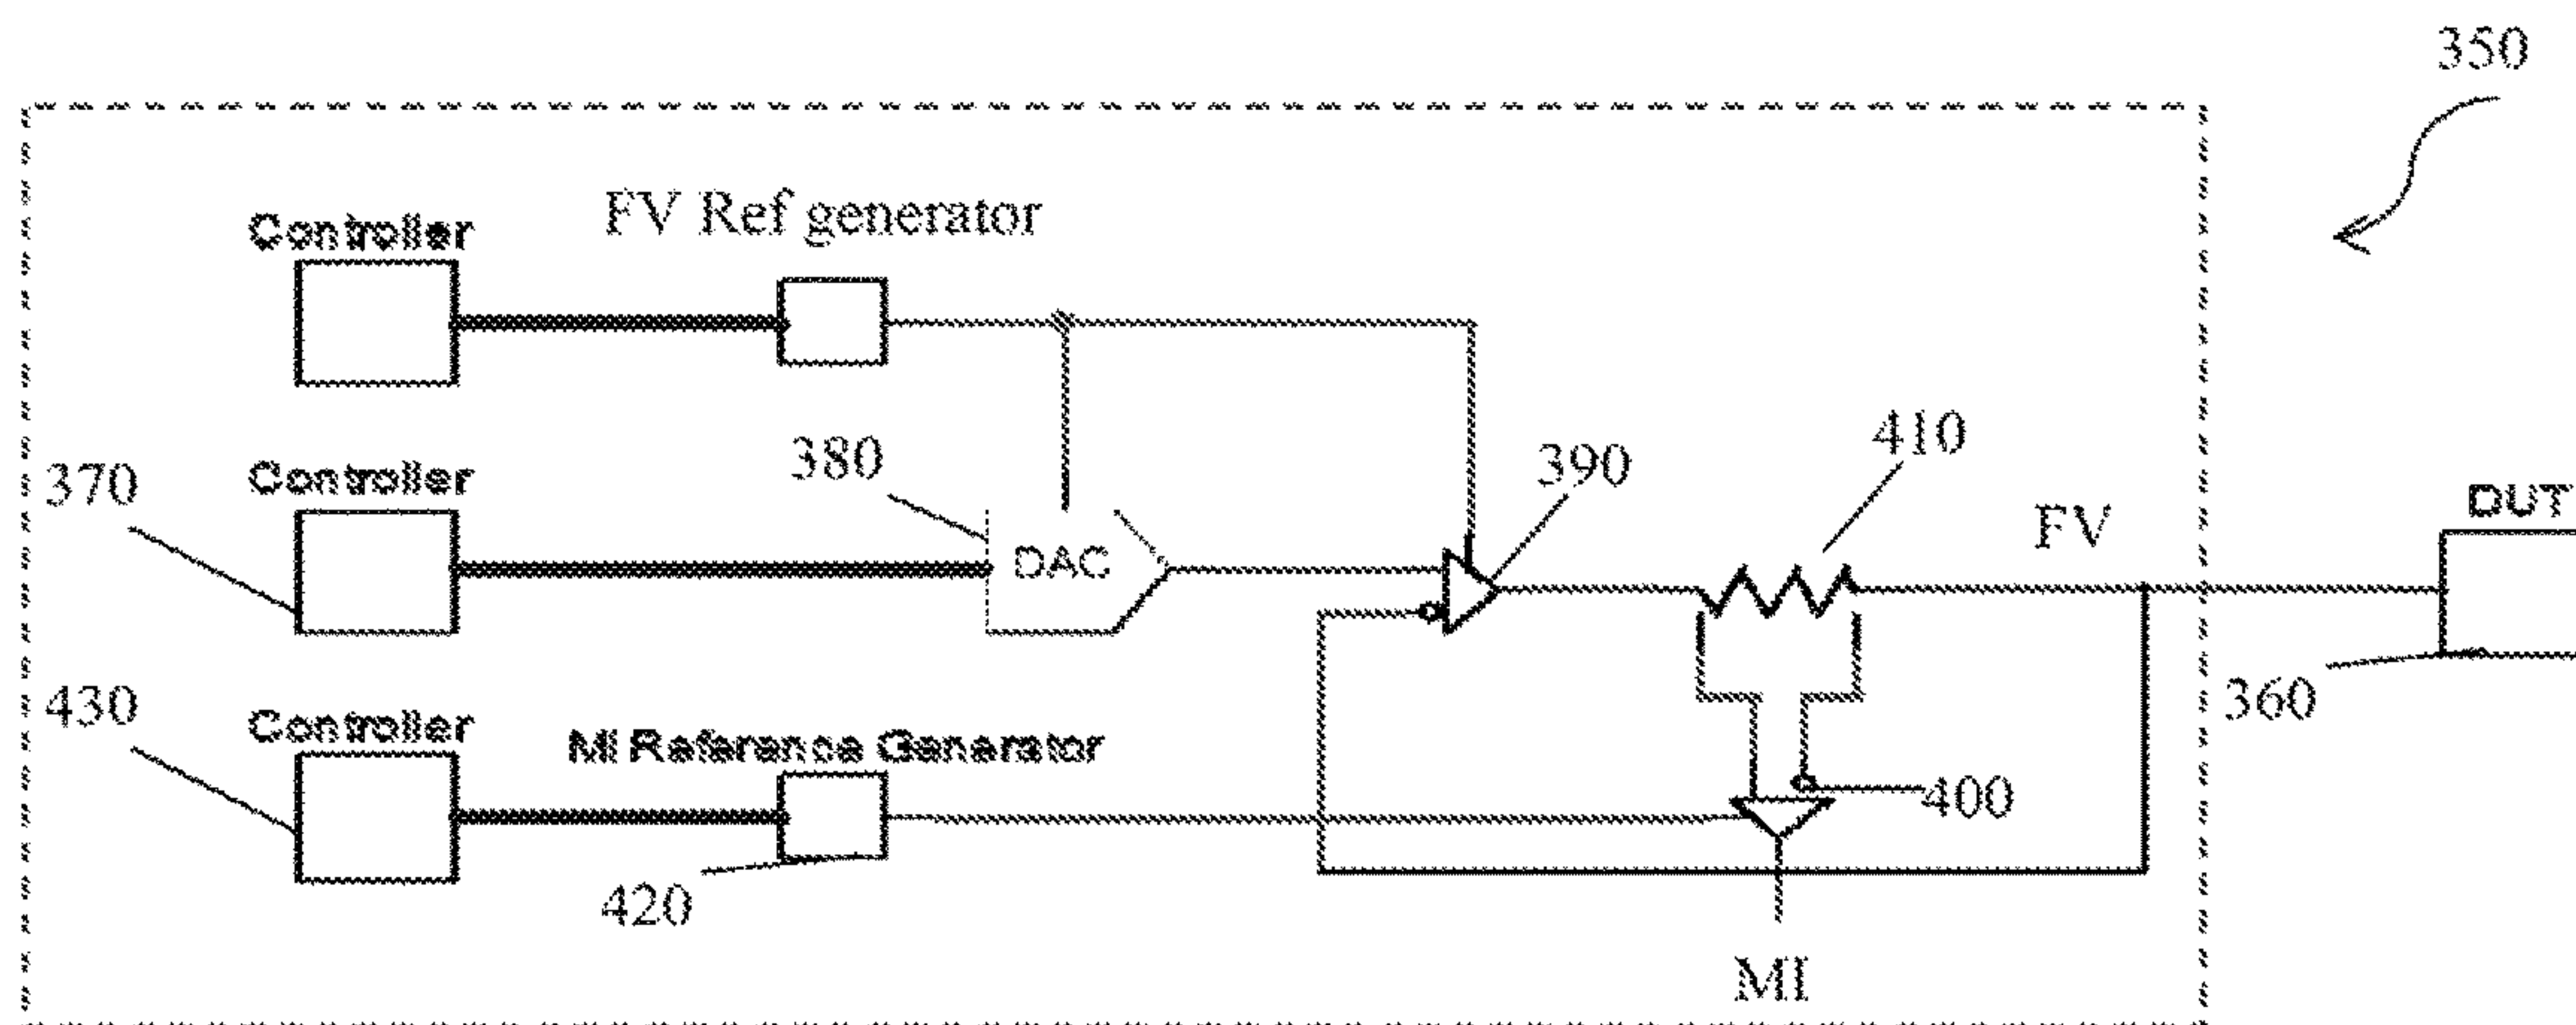 350
Controller
FV Ref generator
370
Controller
380
DAC
390
410
FV
DUT
430
Controller
MI Reference Generator
420
400
360
MI